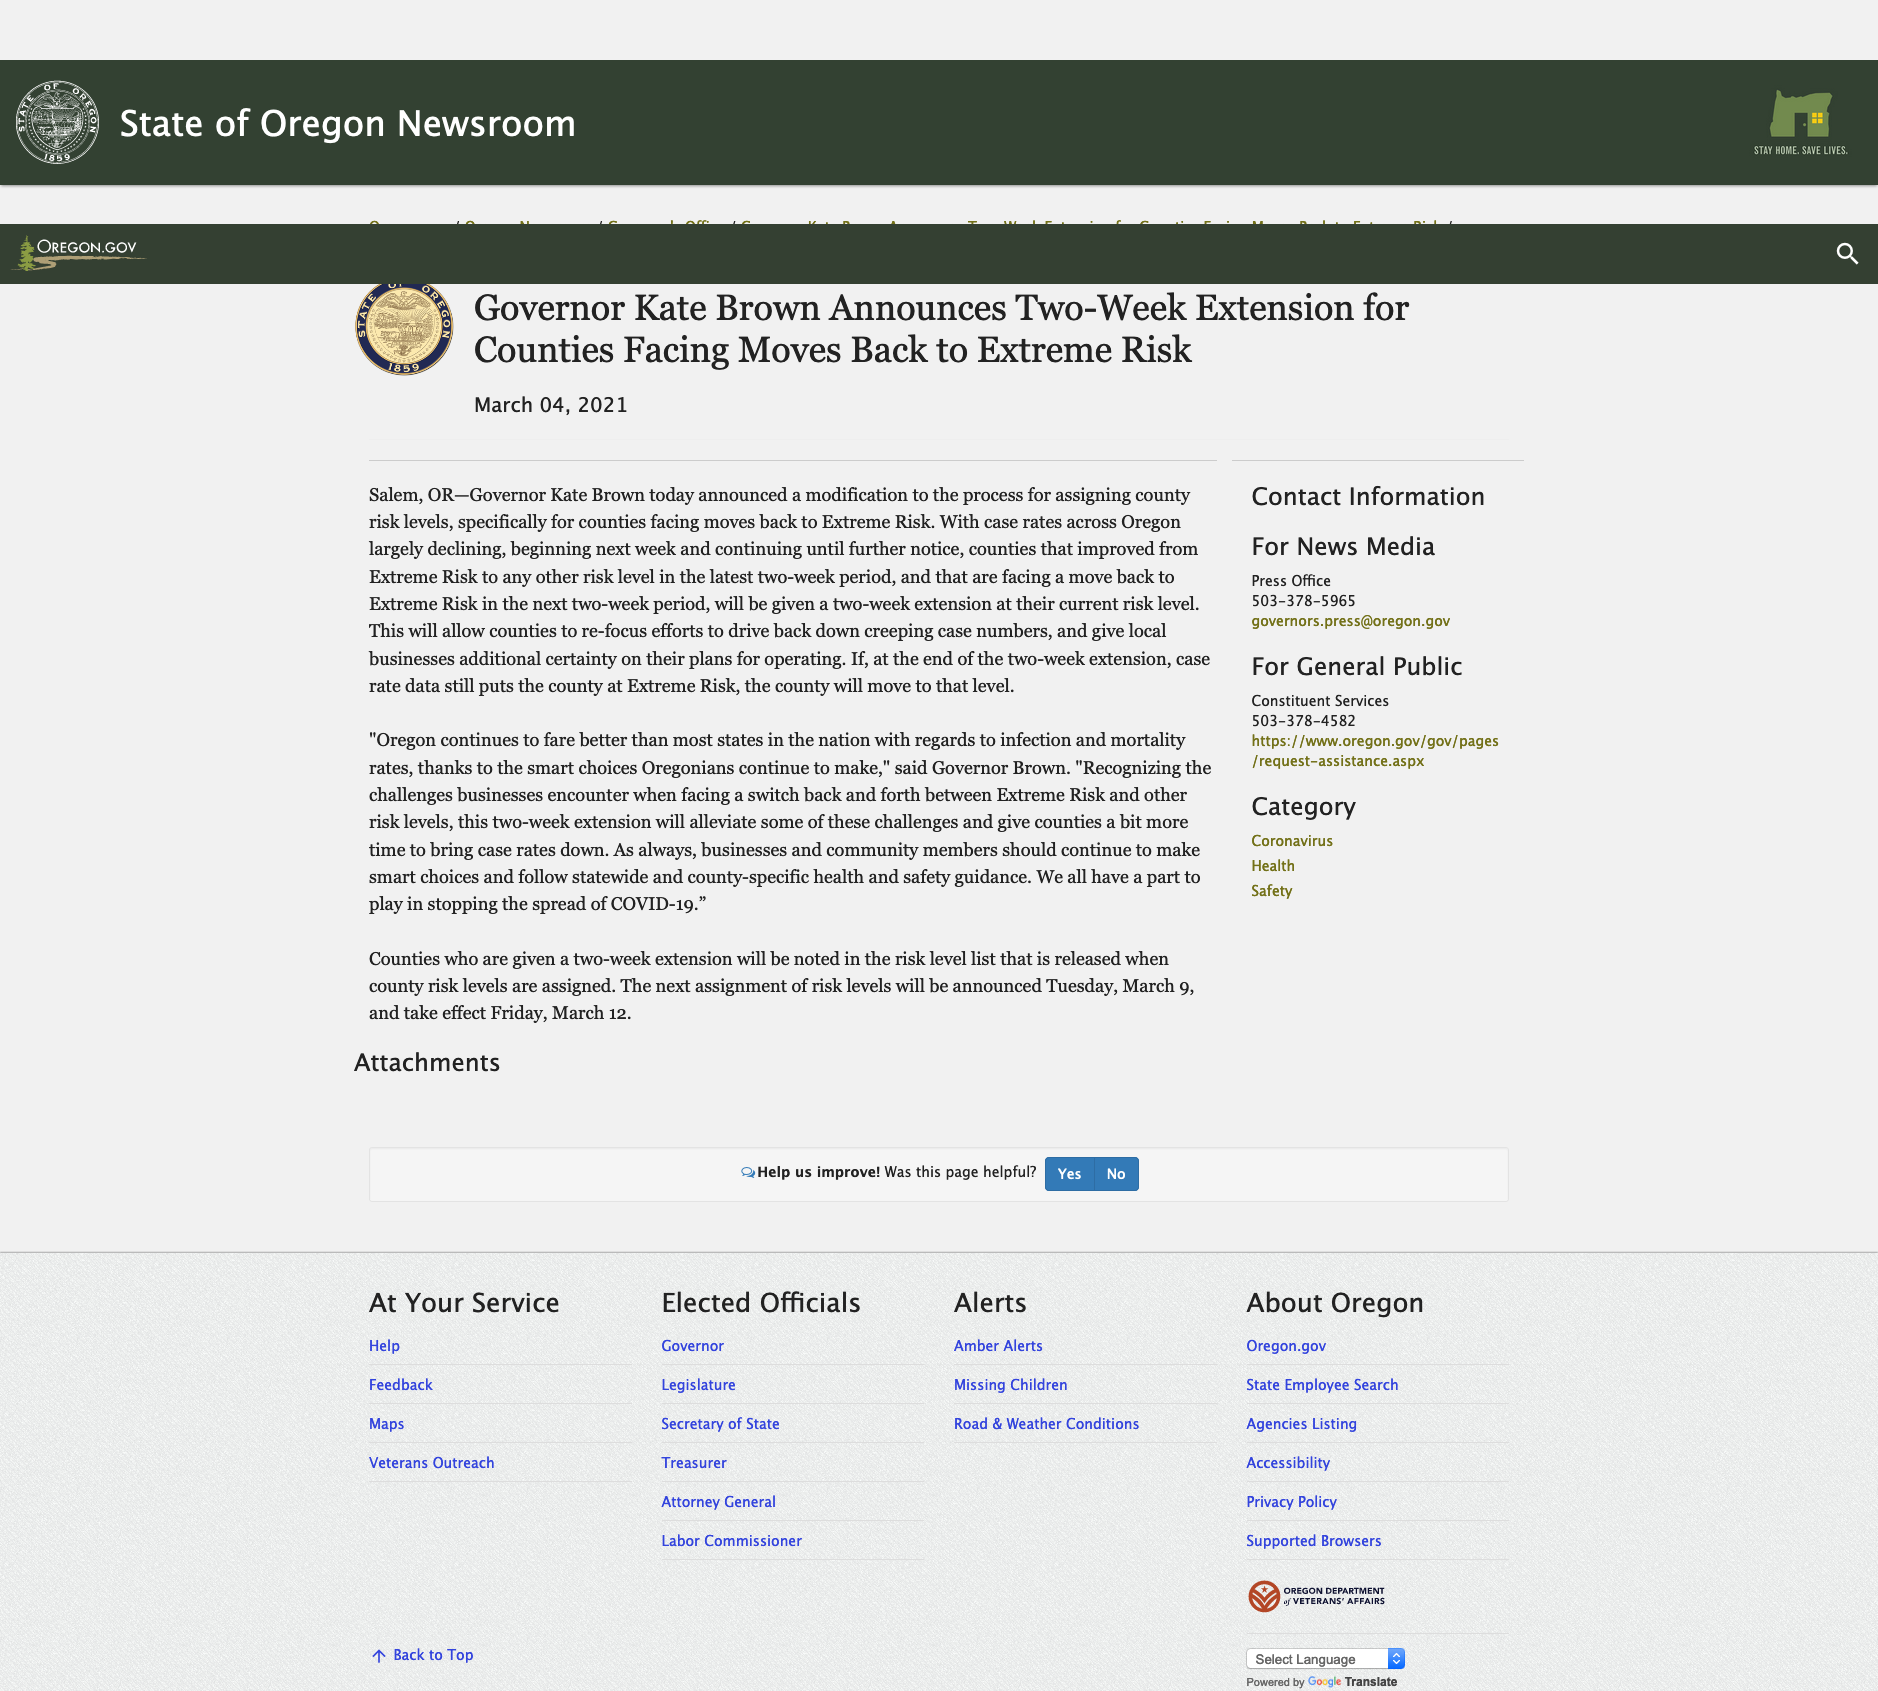 STATE OF OREGON
1859
State of Oregon Newsroom
STAY HOME. SAVE LIVES.
OREGON.GOV
STATE OF OREGON
1859
Governor Kate Brown Announces Two-Week Extension for
Counties Facing Moves Back to Extreme Risk
March 04, 2021
Salem, OR—Governor Kate Brown today announced a modification to the process for assigning county
risk levels, specifically for counties facing moves back to Extreme Risk. With case rates across Oregon
largely declining, beginning next week and continuing until further notice, counties that improved from
Extreme Risk to any other risk level in the latest two-week period, and that are facing a move back to
Extreme Risk in the next two-week period, will be given a two-week extension at their current risk level.
This will allow counties to re-focus efforts to drive back down creeping case numbers, and give local
businesses additional certainty on their plans for operating. If, at the end of the two-week extension, case
rate data still puts the county at Extreme Risk, the county will move to that level.
"Oregon continues to fare better than most states in the nation with regards to infection and mortality
rates, thanks to the smart choices Oregonians continue to make," said Governor Brown. "Recognizing the
challenges businesses encounter when facing a switch back and forth between Extreme Risk and other
risk levels, this two-week extension will alleviate some of these challenges and give counties a bit more
time to bring case rates down. As always, businesses and community members should continue to make
smart choices and follow statewide and county-specific health and safety guidance. We all have a part to
play in stopping the spread of COVID-19.”
Counties who are given a two-week extension will be noted in the risk level list that is released when
county risk levels are assigned. The next assignment of risk levels will be announced Tuesday, March 9,
and take effect Friday, March 12.
Contact Information
For News Media
Press Office
503-378-5965
governors.press@oregon.gov
For General Public
Constituent Services
503-378-4582
https://www.oregon.gov/gov/pages
/request-assistance.aspx
Category
Coronavirus
Health
Safety
Attachments
Help us improve! Was this page helpful? Yes No
At Your Service
Help
Feedback
Maps
Veterans Outreach
Elected Officials
Governor
Legislature
Secretary of State
Treasurer
Attorney General
Labor Commissioner
Alerts
Amber Alerts
Missing Children
Road & Weather Conditions
About Oregon
Oregon.gov
State Employee Search
Agencies Listing
Accessibility
Privacy Policy
Supported Browsers
OREGON DEPARTMENT
of VETERANS' AFFAIRS
Back to Top
Select Language
Powered by Google Translate